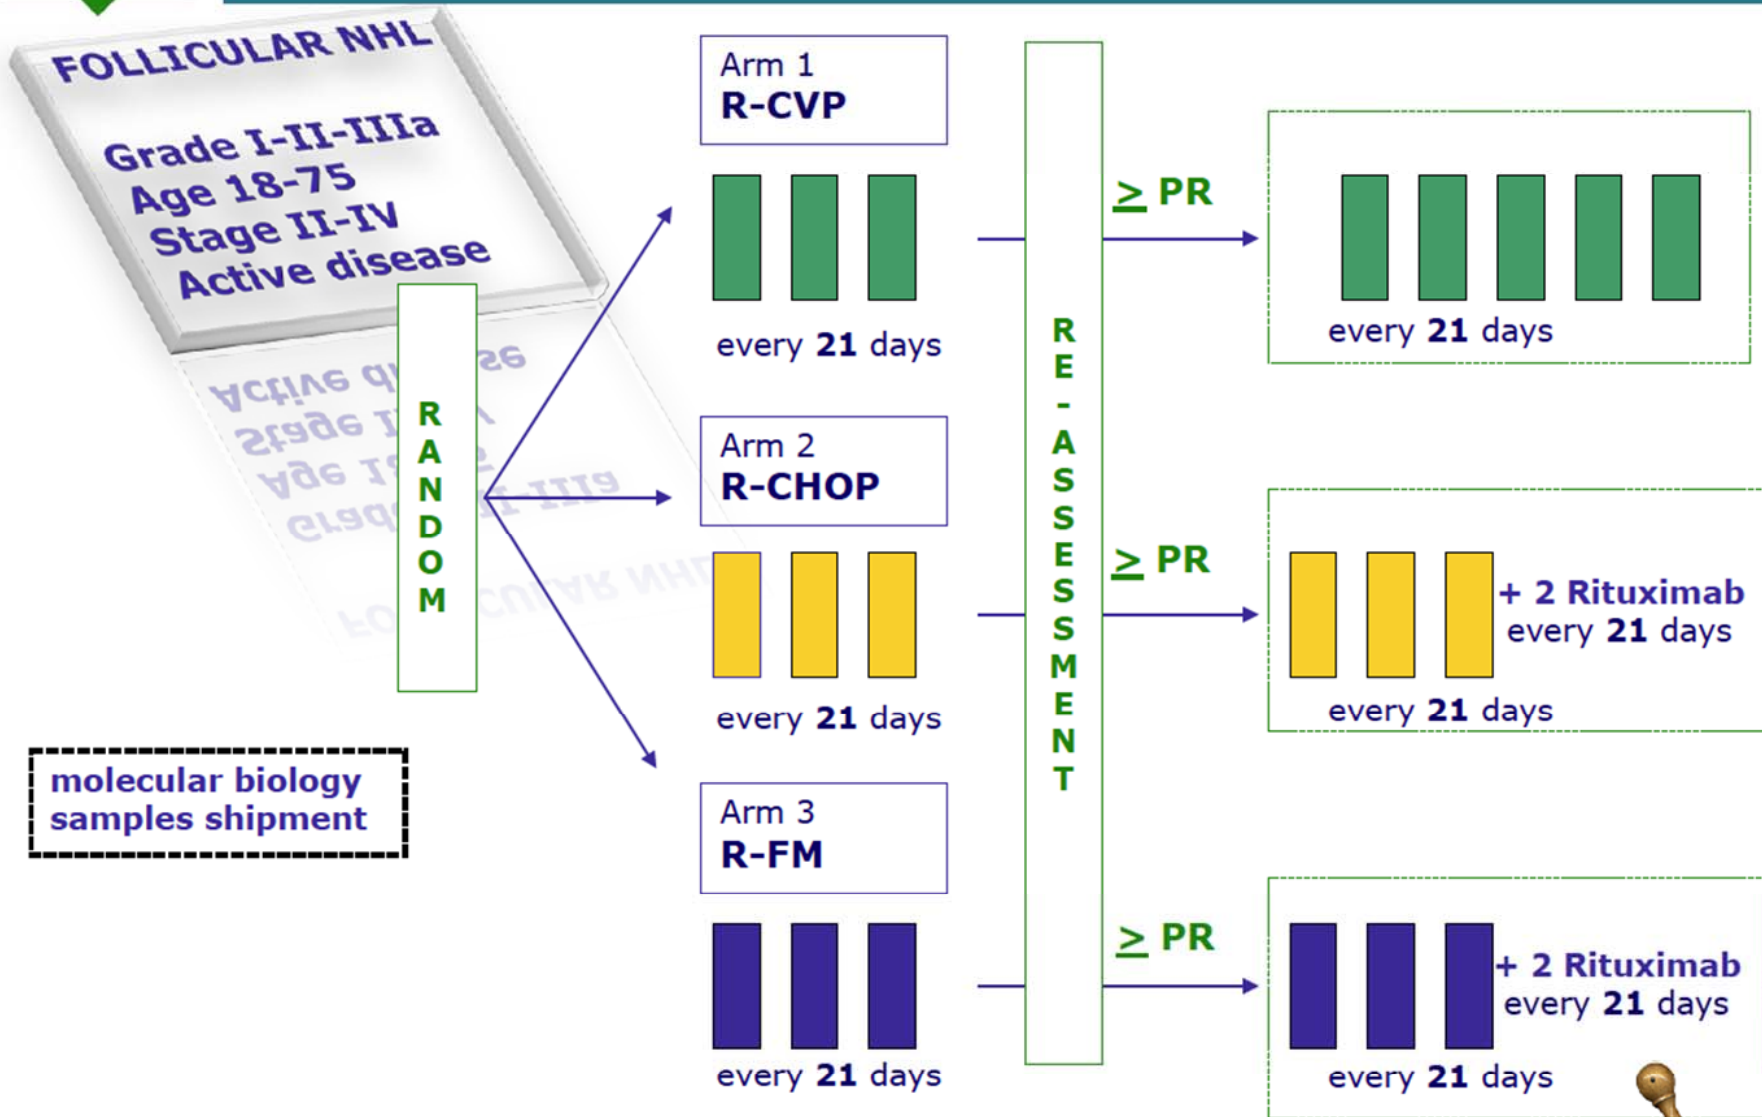 FOLLICULAR NHL
Grade I-II-IIIa
Age 18-75
Stage II-IV
Active disease
RANDOM
molecular biology
samples shipment
Arm 1
R-CVP
every 21 days
Arm 2
R-CHOP
every 21 days
Arm 3
R-FM
every 21 days
RE-ASSESSMENT
≥ PR
every 21 days
≥ PR
+ 2 Rituximab
every 21 days
every 21 days
≥ PR
+ 2 Rituximab
every 21 days
every 21 days